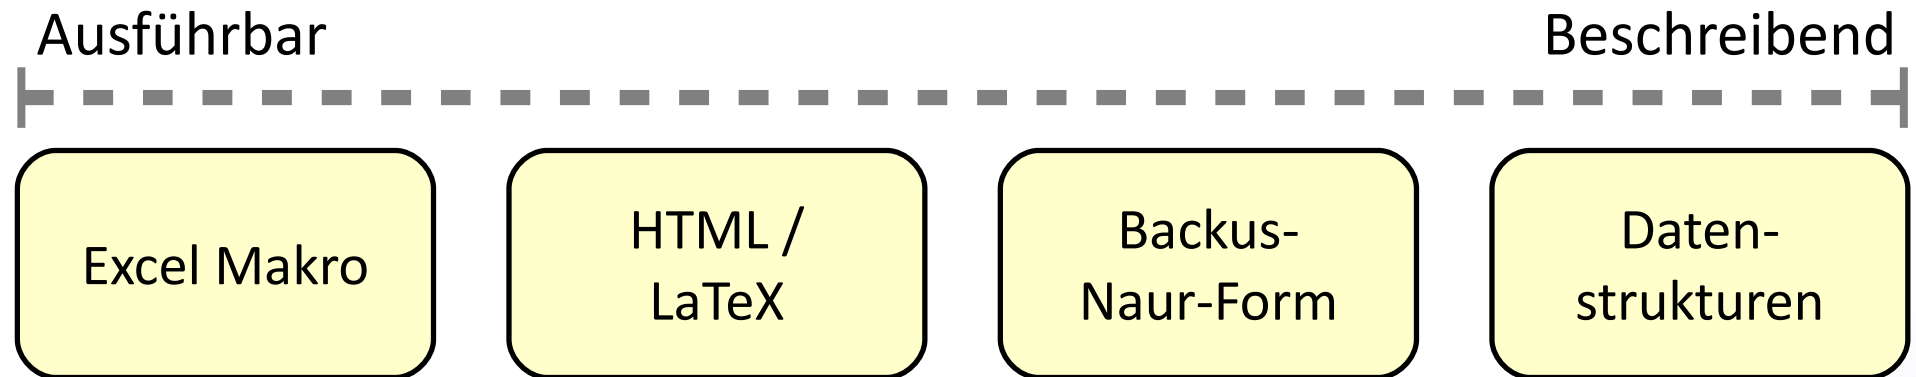 Ausführbar
Beschreibend
Excel Makro
HTML /
LaTeX
Backus-
Naur-Form
Daten-
strukturen